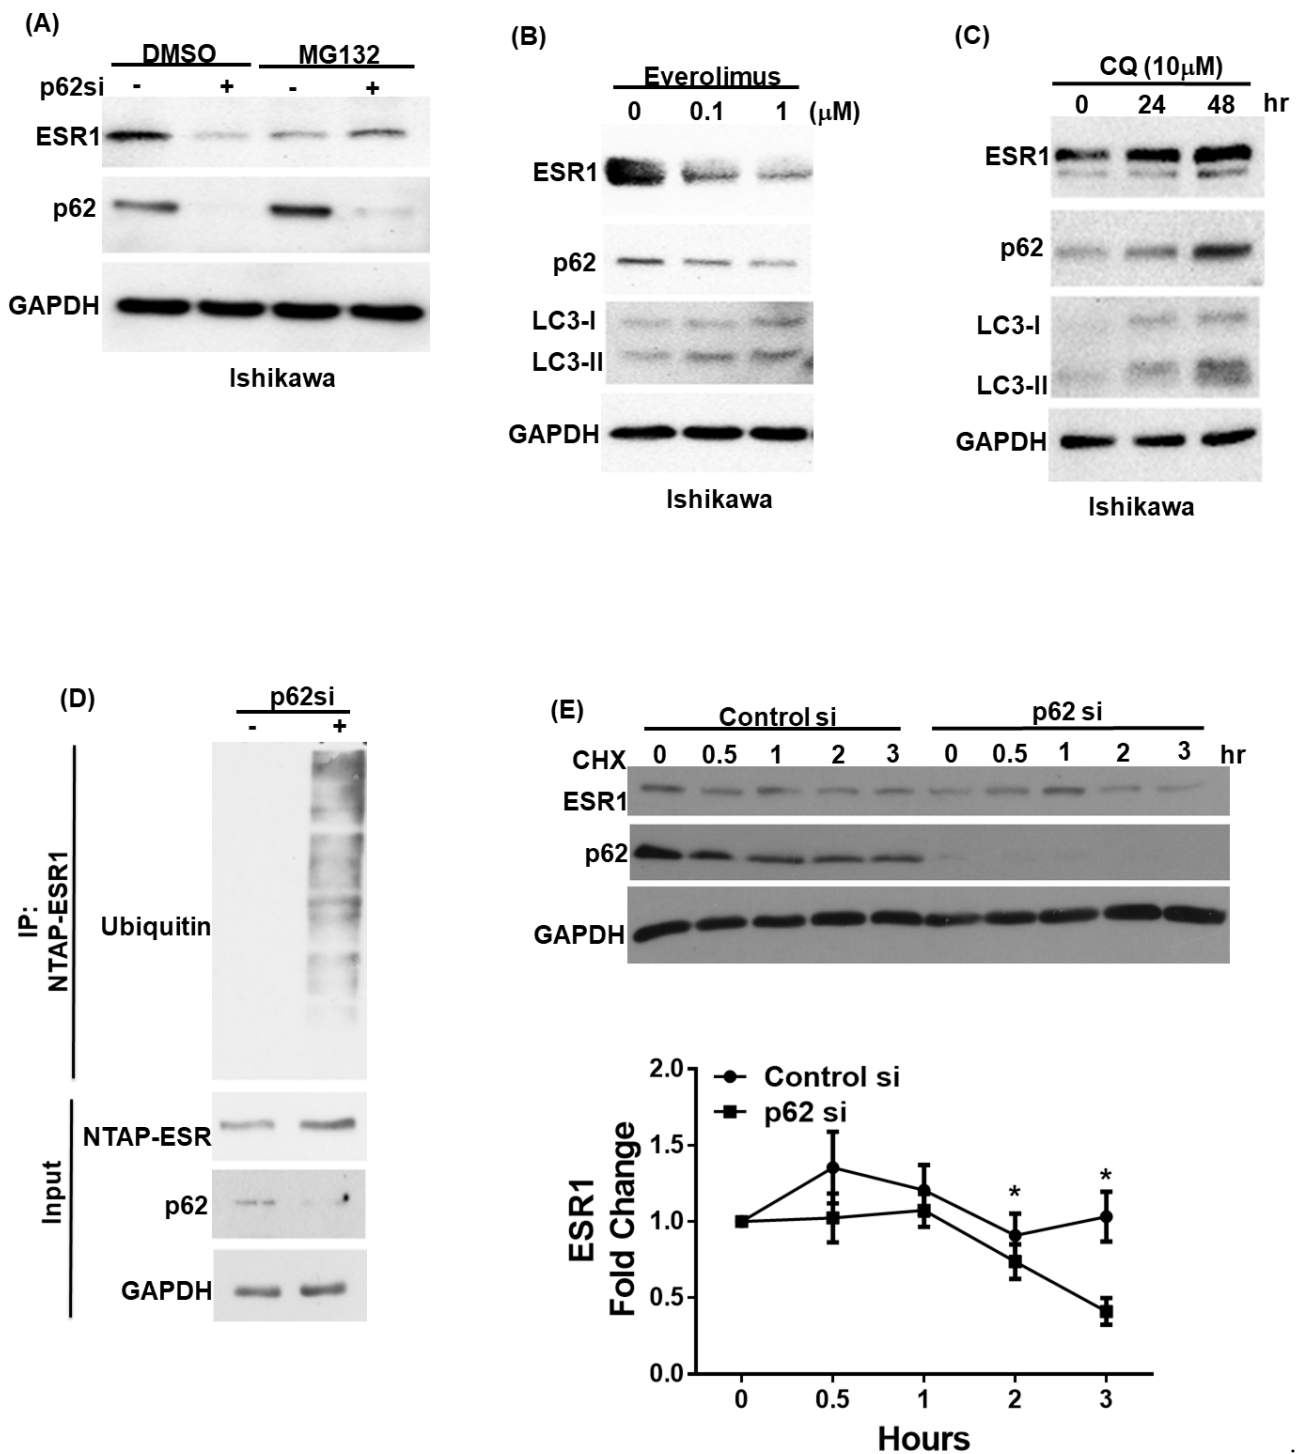 (A)
DMSO MG132
p62si - + - +
ESR1
p62
GAPDH
Ishikawa
(B)
Everolimus
0 0.1 1 (μM)
ESR1
p62
LC3-I
LC3-II
GAPDH
Ishikawa
(C)
CQ (10μM)
0 24 48 hr
ESR1
p62
LC3-I
LC3-II
GAPDH
Ishikawa
(D)
p62si
- +
IP:
NTAP-ESR1
Ubiquitin
Input
NTAP-ESR
p62
GAPDH
(E)
Control si p62 si
CHX 0 0.5 1 2 3 0 0.5 1 2 3 hr
ESR1
p62
GAPDH
Control si
p62 si
ESR1
Fold Change
2.0
1.5
1.0
0.5
0.0
* *
0 0.5 1 2 3
Hours
.